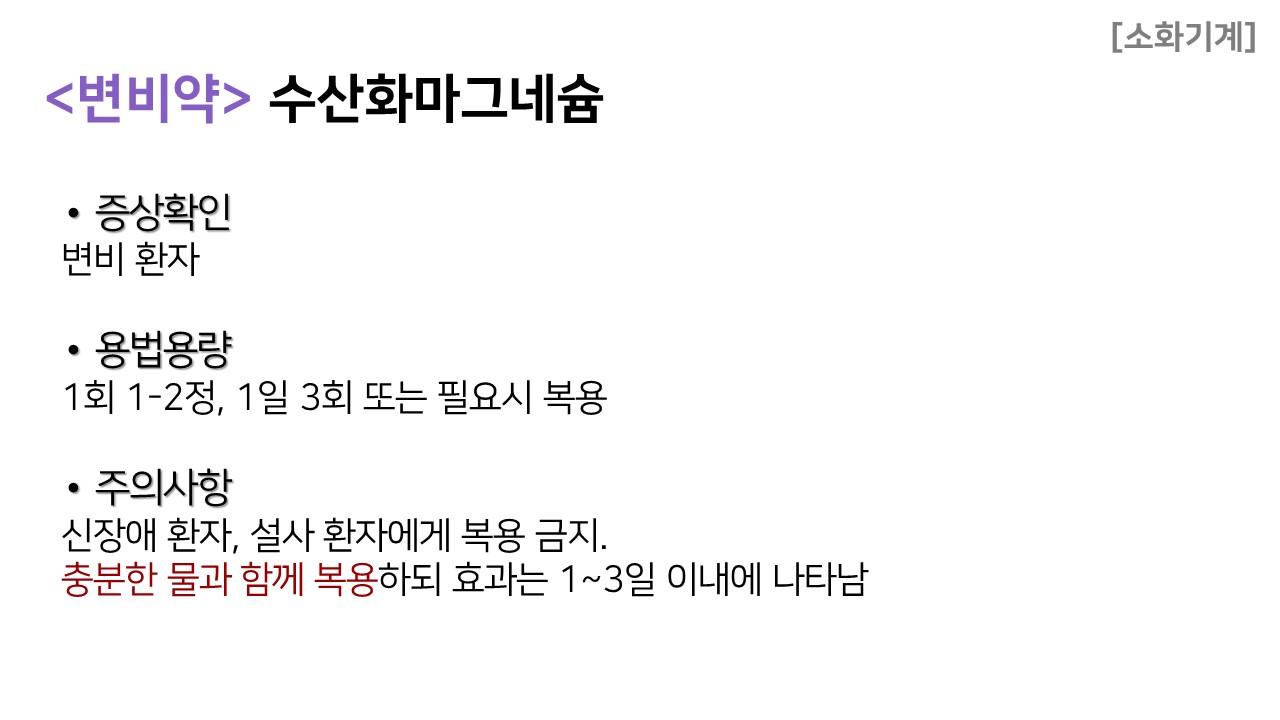 [소화기계]
<변비약> 수산화마그네슘
• 증상확인
변비 환자
• 용법용량
1회 1-2정, 1일 3회 또는 필요시 복용
• 주의사항
신장애 환자, 설사 환자에게 복용 금지.
충분한 물과 함께 복용하되 효과는 1~3일 이내에 나타남